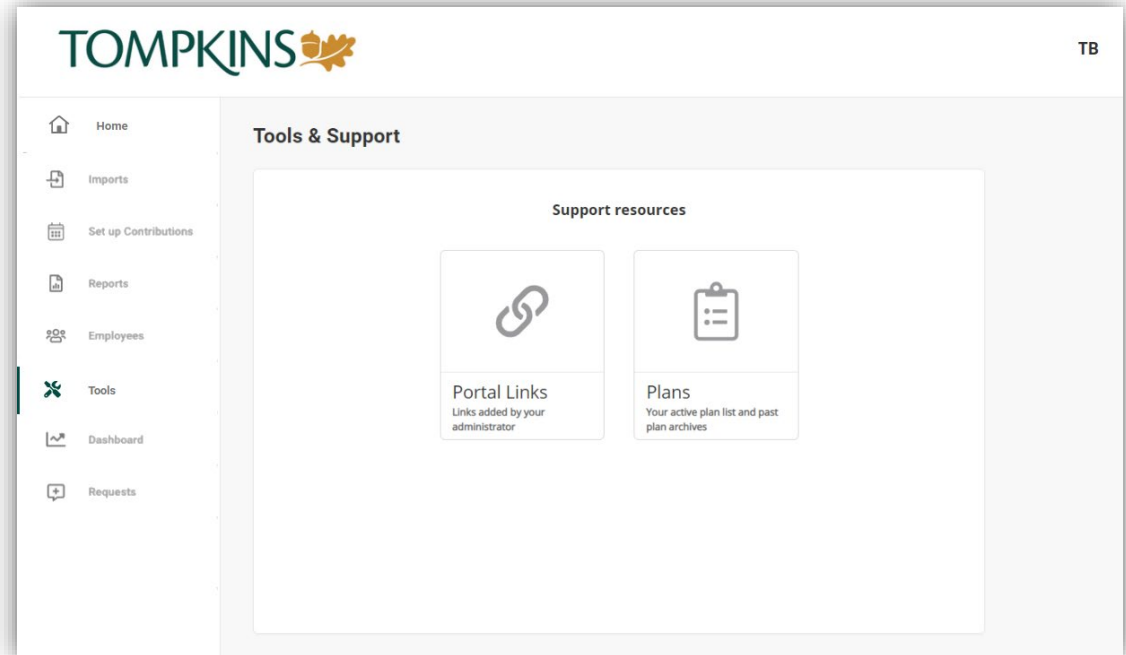 TOMPKINS
TB
Home
Imports
Set up Contributions
Reports
Employees
Tools
Dashboard
Requests
Tools & Support
Support resources
Portal Links
Links added by your
administrator
Plans
Your active plan list and past
plan archives